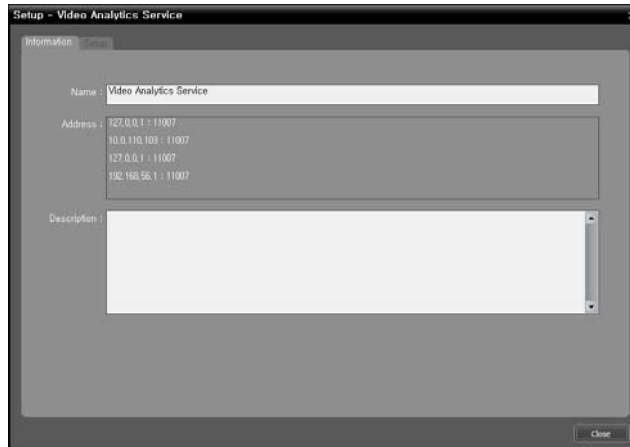 Setup - Video Analytics Service
Information Setup
Name : Video Analytics Service
Address : 127.0.0.1 : 11007
10.0.110.103 : 11007
127.0.0.1 : 11007
192.168.56.1 : 11007
Description :
Close